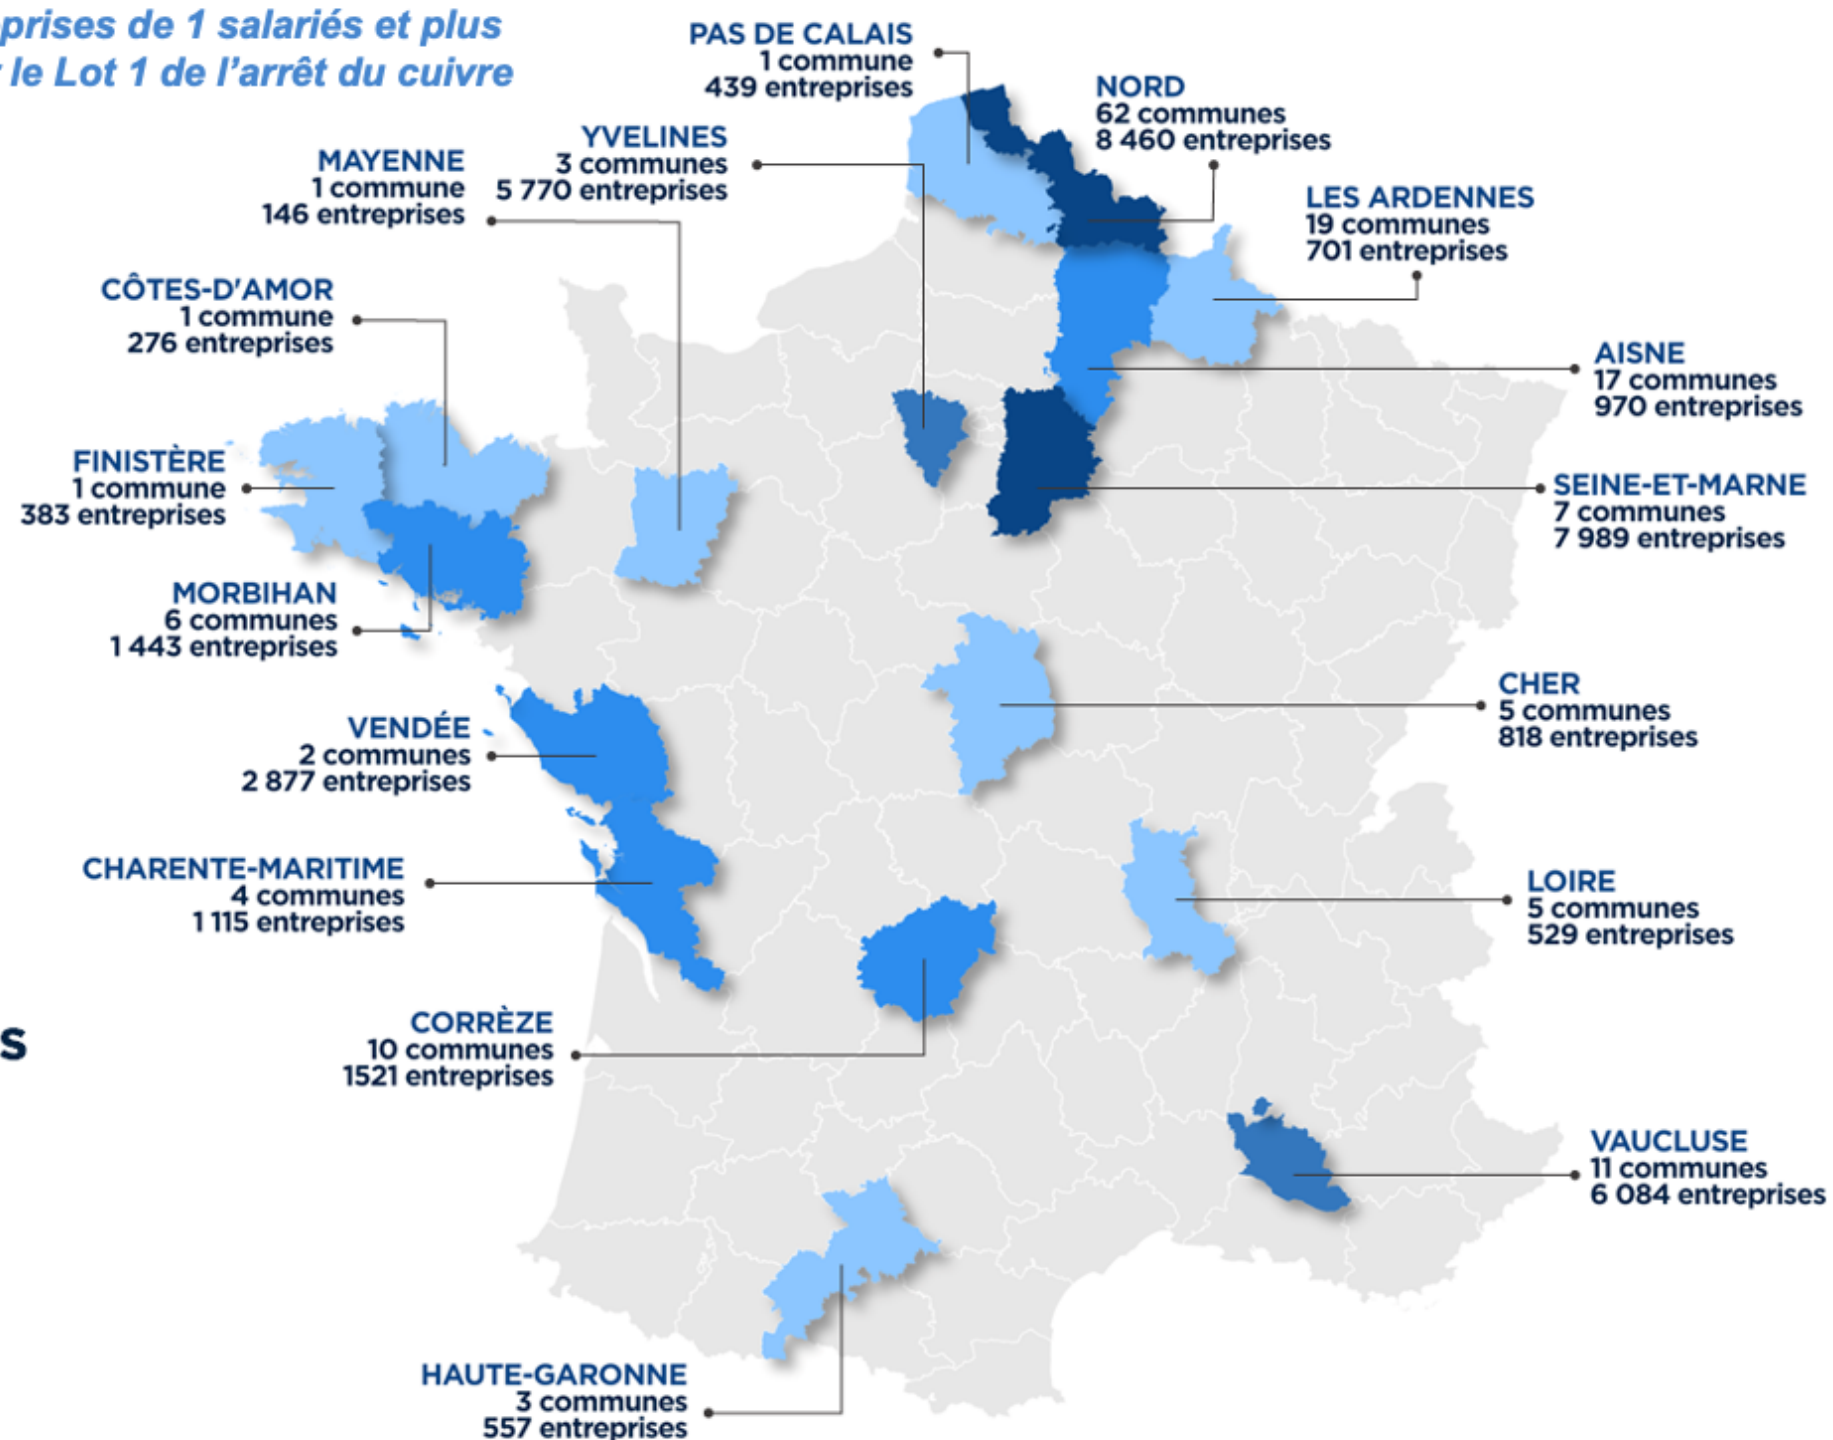 prises de 1 salariés et plus
le Lot 1 de l'arrêt du cuivre
PAS DE CALAIS
1 commune
439 entreprises
NORD
62 communes
8 460 entreprises
YVELINES
3 communes
5 770 entreprises
MAYENNE
1 commune
146 entreprises
LES ARDENNES
19 communes
701 entreprises
CÔTES-D'AMOR
1 commune
276 entreprises
AISNE
17 communes
970 entreprises
FINISTÈRE
1 commune
383 entreprises
SEINE-ET-MARNE
7 communes
7 989 entreprises
MORBIHAN
6 communes
1 443 entreprises
CHER
5 communes
818 entreprises
VENDÉE
2 communes
2 877 entreprises
CHARENTE-MARITIME
4 communes
1 115 entreprises
LOIRE
5 communes
529 entreprises
CORRÈZE
10 communes
1521 entreprises
s
VAUCLUSE
11 communes
6 084 entreprises
HAUTE-GARONNE
3 communes
557 entreprises